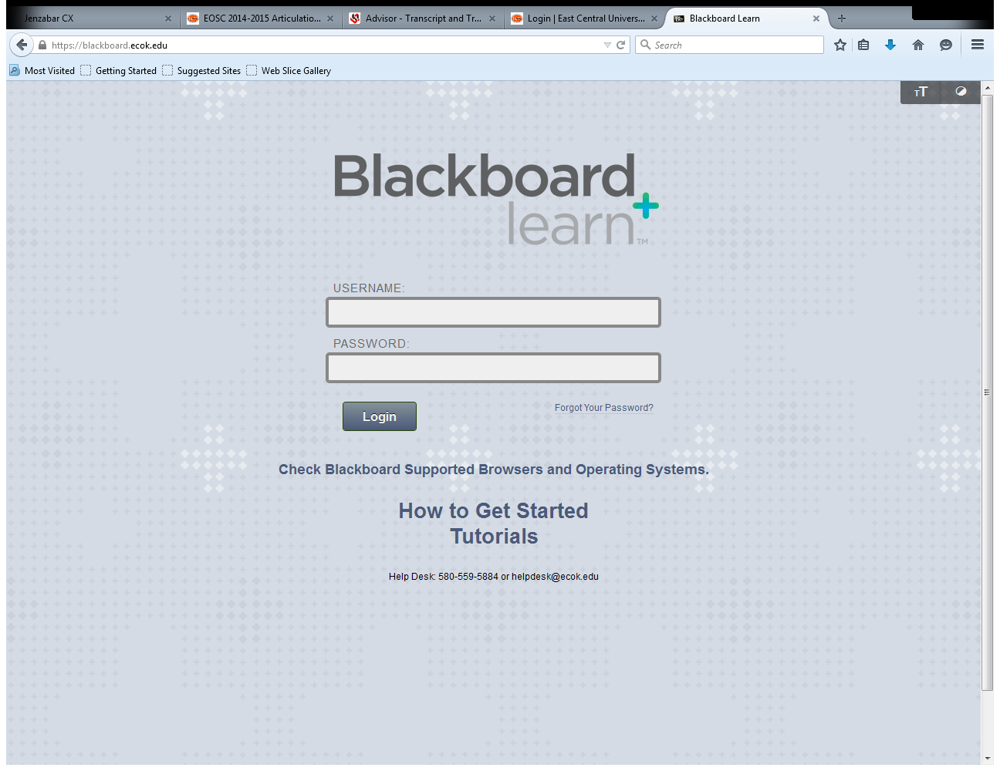 Jenzabar CX
EOSC 2014-2015 Articulatio...
Advisor - Transcript and Tr...
Login | East Central Univers...
Blackboard Learn
https://blackboard.ecok.edu
Search
Most Visited
Getting Started
Suggested Sites
Web Slice Gallery
TT
Blackboard
learn™
USERNAME:
PASSWORD:
Login
Forgot Your Password?
Check Blackboard Supported Browsers and Operating Systems.
How to Get Started
Tutorials
Help Desk: 580-559-5884 or helpdesk@ecok.edu